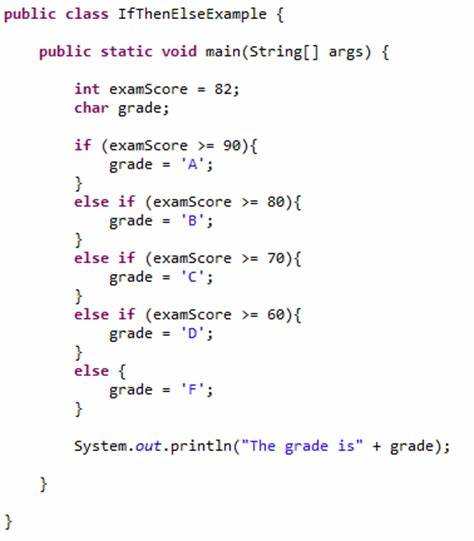 public class IfThenElseExample {
public static void main(String[] args) {
int examScore = 82;
char grade;
if (examScore >= 90){
grade = 'A';
}
else if (examScore >= 80){
grade = 'B';
}
else if (examScore >= 70){
grade = 'C';
}
else if (examScore >= 60){
grade = 'D';
}
else {
grade = 'F';
}
System.out.println("The grade is" + grade);
}
}